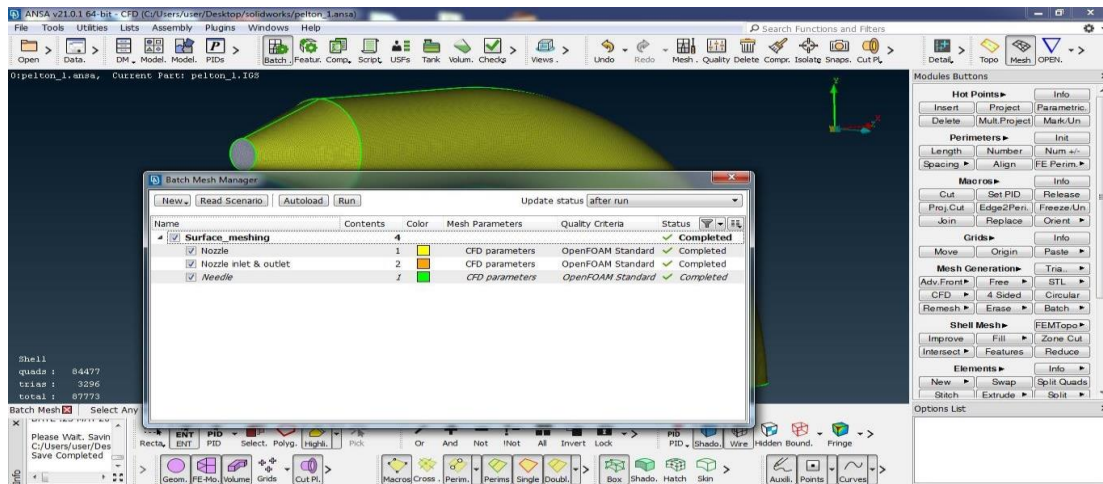 ANSA v21.0.1 64-bit - CFD (C:/Users/user/Desktop/solidworks/pelton_1.ansa)
File Tools Utilities Lists Assembly Plugins Windows Help Search Functions and Filters
Open Data. DM Model. Model. PIDs Batch. Featur. Comp. Script. USFs Tank Volum. Checks Views. Undo Redo Mesh. Quality Delete Compr. Isolate Snaps. Cut Pl. Detail. Topo Mesh OPEN.
0:pelton_1.ansa, Current Part: pelton_1.IGS
Modules Buttons
Hot Points Info
Insert Project Parametric.
Delete Mult.Project Mark/Un
Perimeters Init
Length Number Num +/-
Spacing Align FE Perim.
Macros Info
Cut Set PID Release
Proj.Cut Edge2Peri. Freeze/Un
Join Replace Orient
Grids Info
Move Origin Paste
Mesh Generation Tria..
Adv.Front Free STL
CFD 4 Sided Circular
Remesh Erase Batch
Shell Mesh FEMTopo
Improve Fill Zone Cut
Intersect Features Reduce
Elements Info
New Swap Split Quads
Stitch Extrude Split
Options List
Batch Mesh Manager
New Read Scenario Autoload Run Update status after run
Name Contents Color Mesh Parameters Quality Criteria Status
Surface_meshing 4 Completed
Nozzle 1 CFD parameters OpenFOAM Standard Completed
Nozzle inlet & outlet 2 CFD parameters OpenFOAM Standard Completed
Needle 1 CFD parameters OpenFOAM Standard Completed
Shell
quads : 84477
trias : 3296
total : 87773
Batch Mesh Select Any
Please Wait. Savin
C:/Users/user/Des
Save Completed
Info
Recta. ENT PID Select. Polyg. Highli. Pick Or And Not !Not All Invert Lock PID Shado. Wire Hidden Bound. Fringe
Geom. FE-Mo. Volume Grids Cut Pl. Macros Cross. Perim. Perims Single Doubl. Box Shado. Hatch Skin Auxili. Points Curves